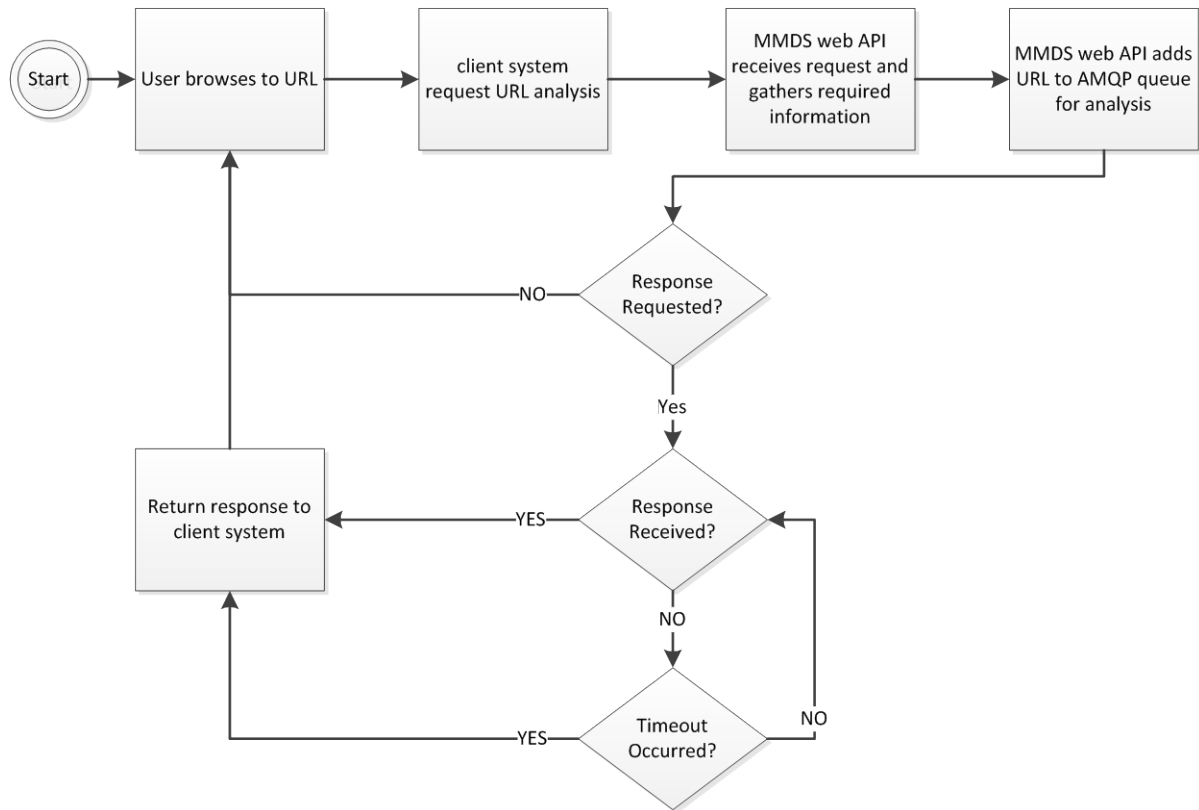 Start
User browses to URL
client system
request URL analysis
MMDS web API
receives request and
gathers required
information
MMDS web API adds
URL to AMQP queue
for analysis
Response
Requested?
NO
Yes
Return response to
client system
YES
Response
Received?
NO
NO
YES
Timeout
Occurred?